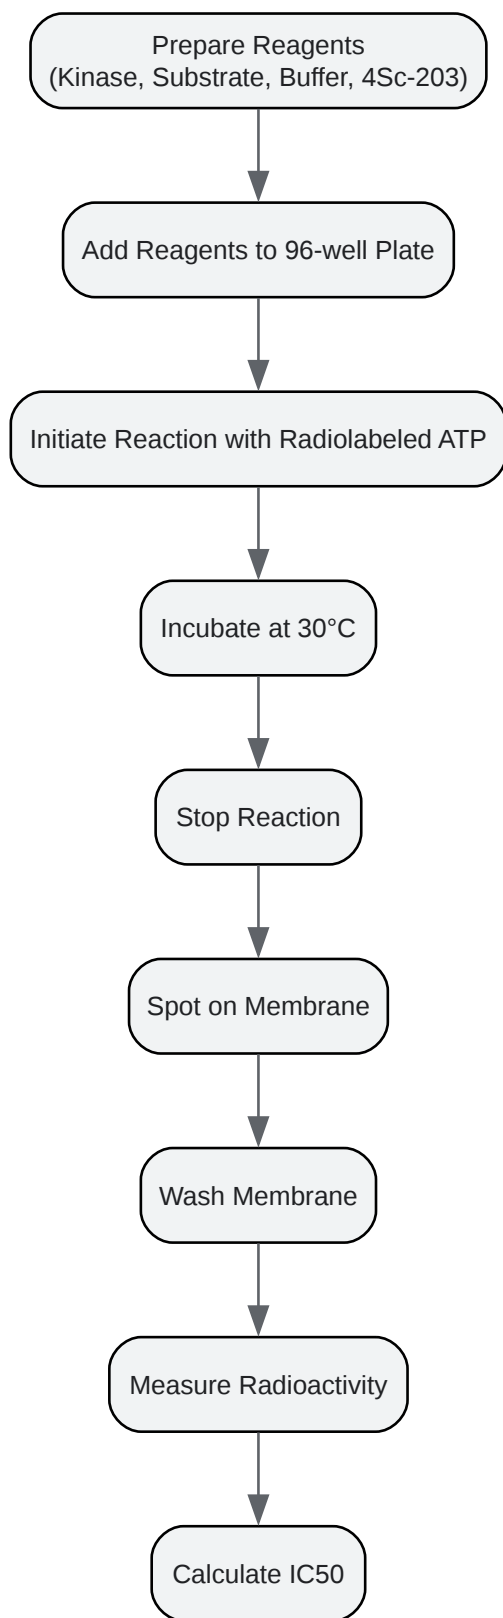 Prepare Reagents
(Kinase, Substrate, Buffer, 4Sc-203)
Add Reagents to 96-well Plate
Initiate Reaction with Radiolabeled ATP
Incubate at 30°C
Stop Reaction
Spot on Membrane
Wash Membrane
Measure Radioactivity
Calculate IC50